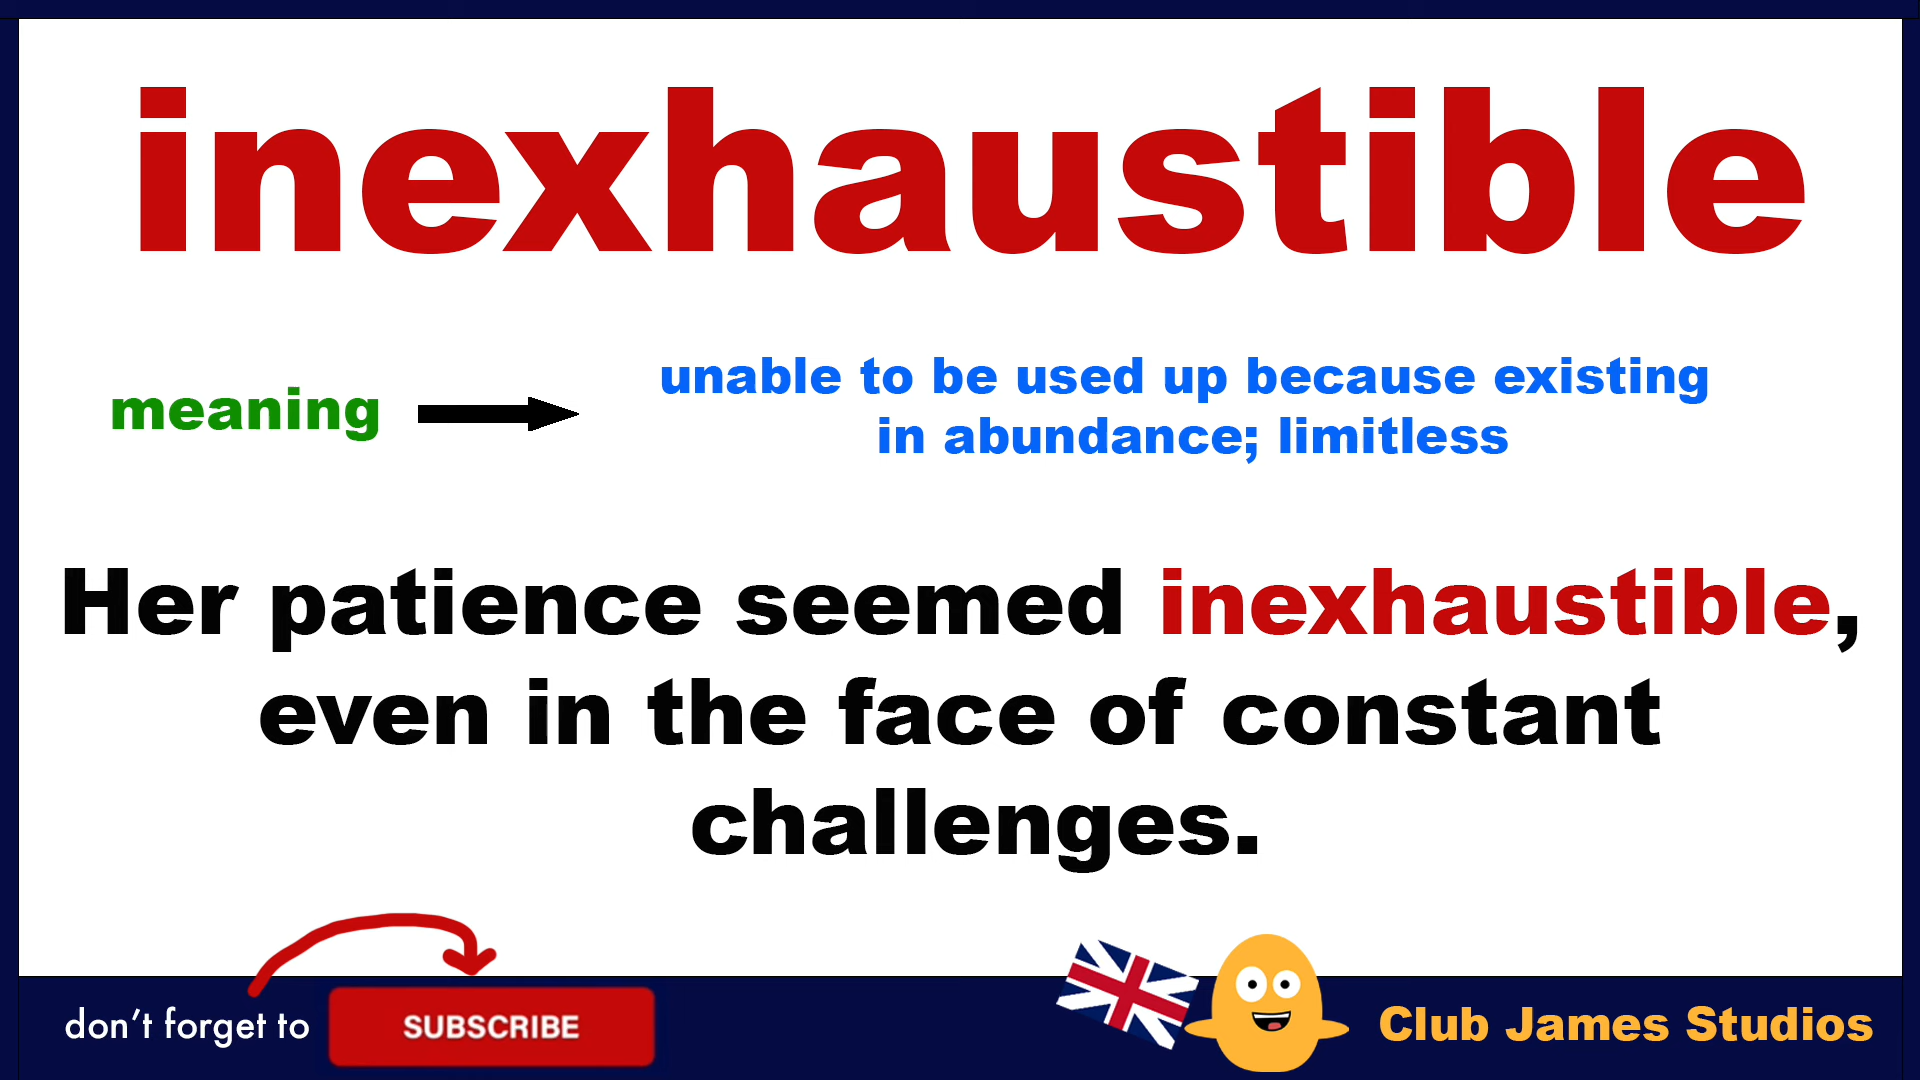 inexhaustible
meaning
unable to be used up because existing
in abundance; limitless
Her patience seemed inexhaustible,
even in the face of constant
challenges.
don't forget to
SUBSCRIBE
Club James Studios